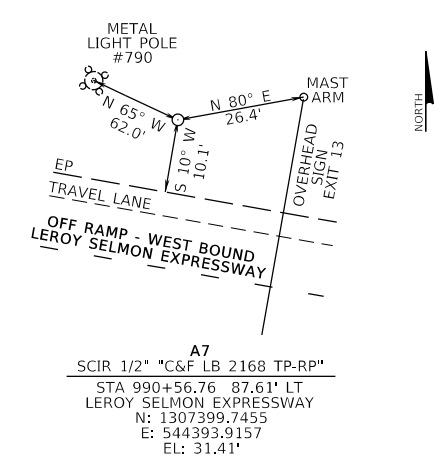 METAL
LIGHT POLE
#790
N 65° W
62.0'
N 80° E
26.4'
MAST
ARM
NORTH
S 10° W
10.1'
OVERHEAD
SIGN
EXIT 13
EP
TRAVEL LANE
OFF RAMP - WEST BOUND
LEROY SELMON EXPRESSWAY
A7
SCIR 1/2" "C&F LB 2168 TP-RP"
STA 990+56.76 87.61' LT
LEROY SELMON EXPRESSWAY
N: 1307399.7455
E: 544393.9157
EL: 31.41'